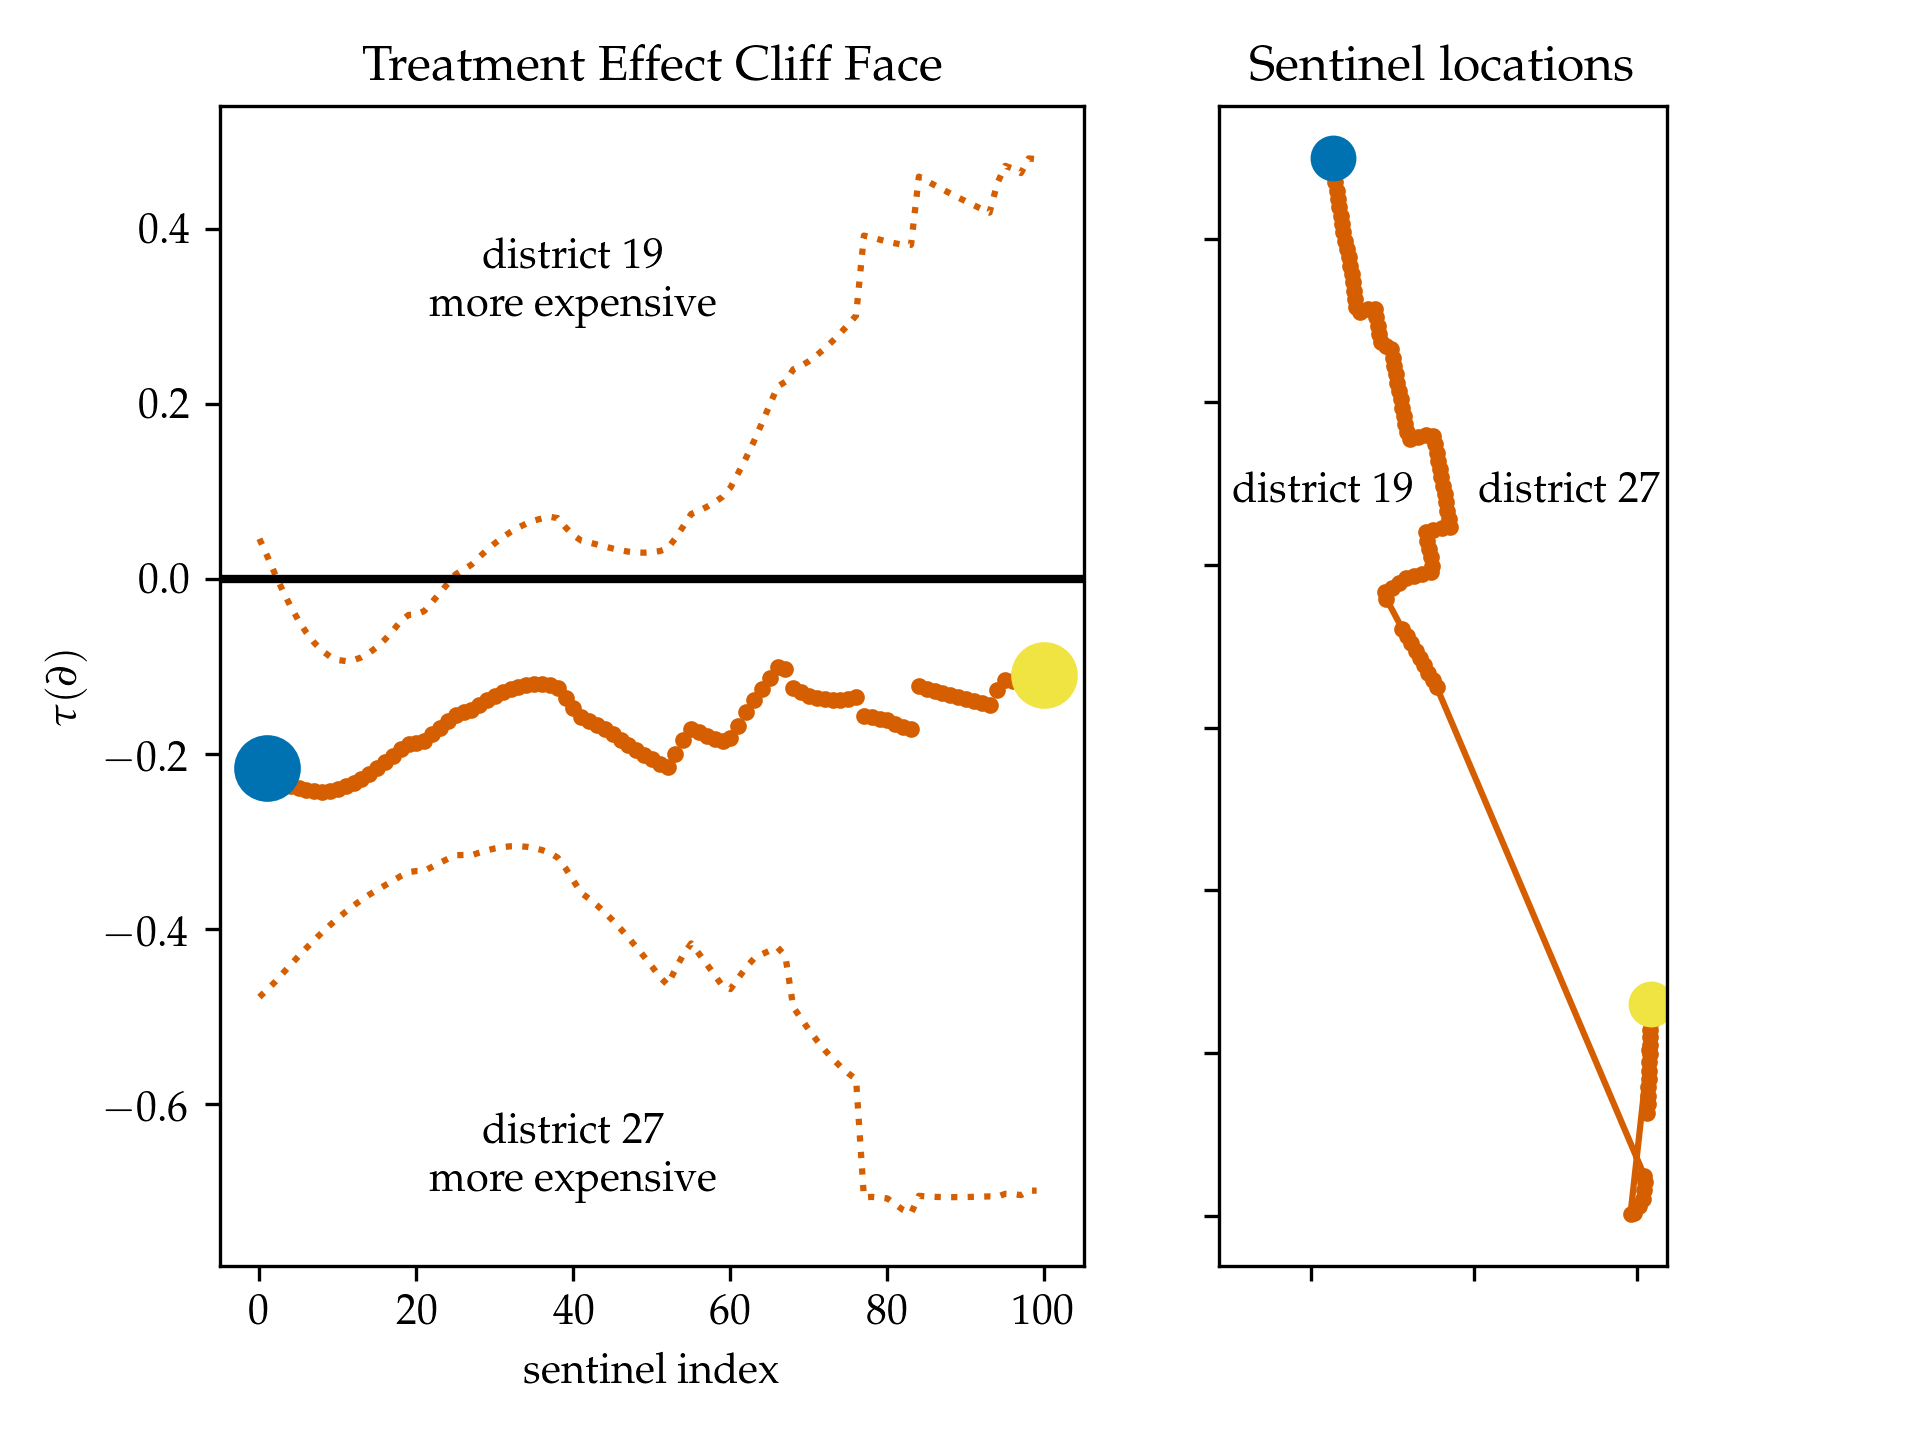 Treatment Effect Cliff Face
Sentinel locations
district 19
more expensive
district 27
more expensive
district 19
district 27
0.4
0.2
0.0
−0.2
−0.4
−0.6
τ(∂)
0 20 40 60 80 100
sentinel index